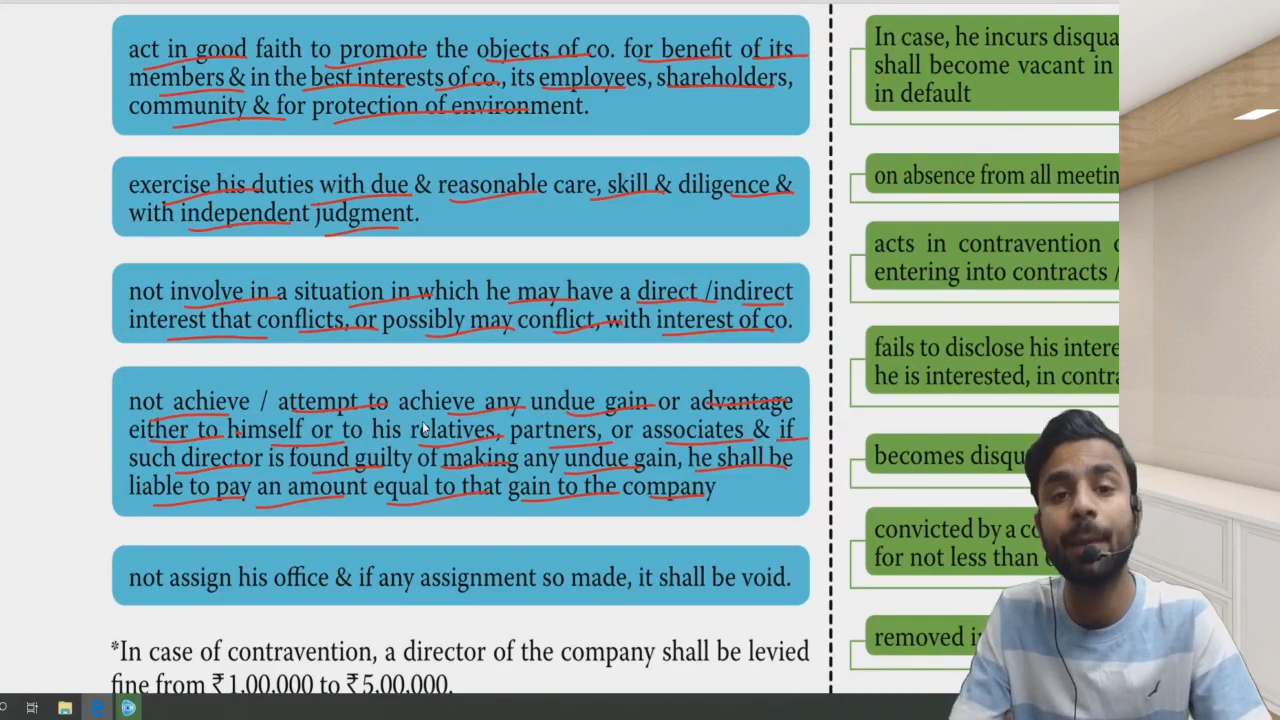 act in good faith to promote the objects of co. for benefit of its
members & in the best interests of co., its employees, shareholders,
community & for protection of environment.
exercise his duties with due & reasonable care, skill & diligence &
with independent judgment.
not involve in a situation in which he may have a direct /indirect
interest that conflicts, or possibly may conflict, with interest of co.
not achieve / attempt to achieve any undue gain or advantage
either to himself or to his relatives, partners, or associates & if
such director is found guilty of making any undue gain, he shall be
liable to pay an amount equal to that gain to the company
not assign his office & if any assignment so made, it shall be void.
*In case of contravention, a director of the company shall be levied
fine from ₹1,00,000 to ₹5,00,000.
In case, he incurs
shall become vacant in
in default
on absence from all
acts in contravention
entering into contracts /
fails to disclose his
he is interested, in
becomes
convicted by a
for not less than
removed